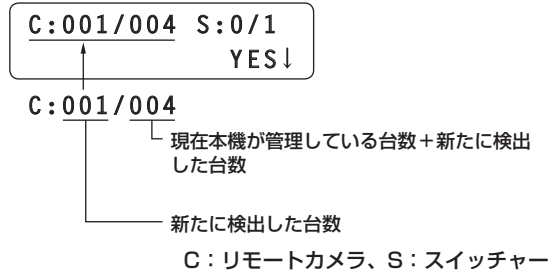 C:001/004 S:0/1
YES↓
C:001/004
現在本機が管理している台数＋新たに検出
した台数
新たに検出した台数
C：リモートカメラ、S：スイッチャー